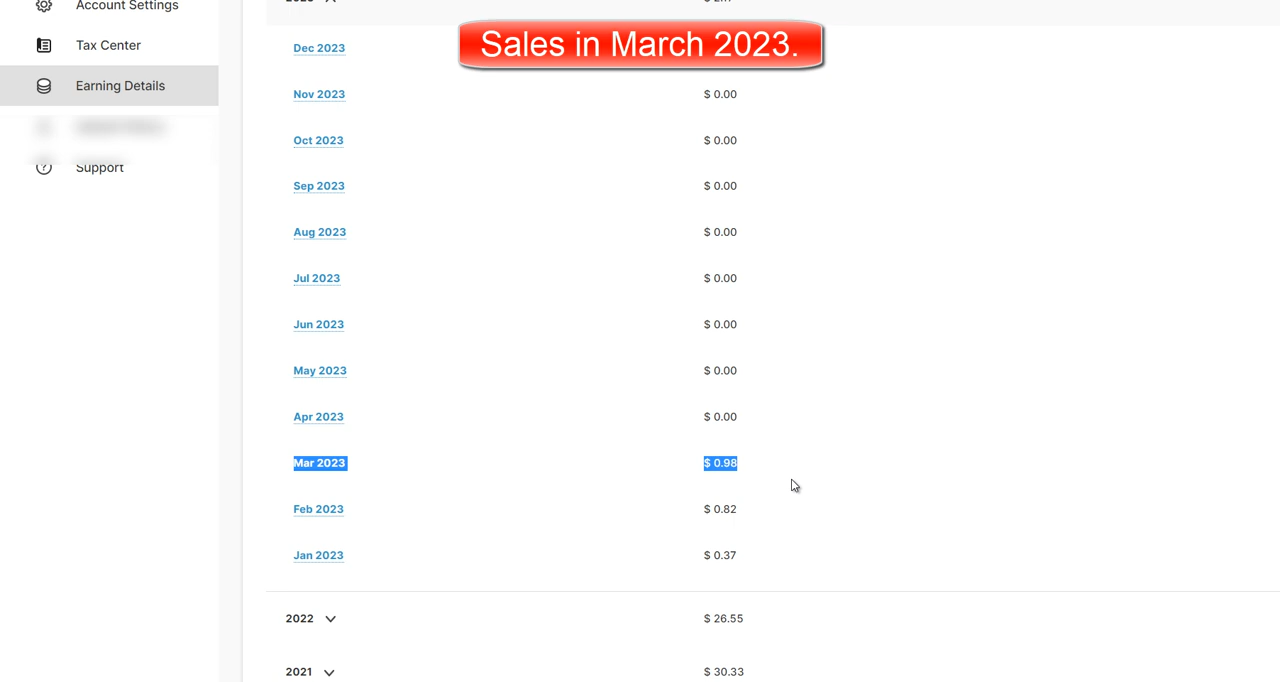 Account Settings
Tax Center
Earning Details
Support
Sales in March 2023.
Dec 2023
Nov 2023 $ 0.00
Oct 2023 $ 0.00
Sep 2023 $ 0.00
Aug 2023 $ 0.00
Jul 2023 $ 0.00
Jun 2023 $ 0.00
May 2023 $ 0.00
Apr 2023 $ 0.00
Mar 2023 $ 0.98
Feb 2023 $ 0.82
Jan 2023 $ 0.37
2022 $ 26.55
2021 $ 30.33